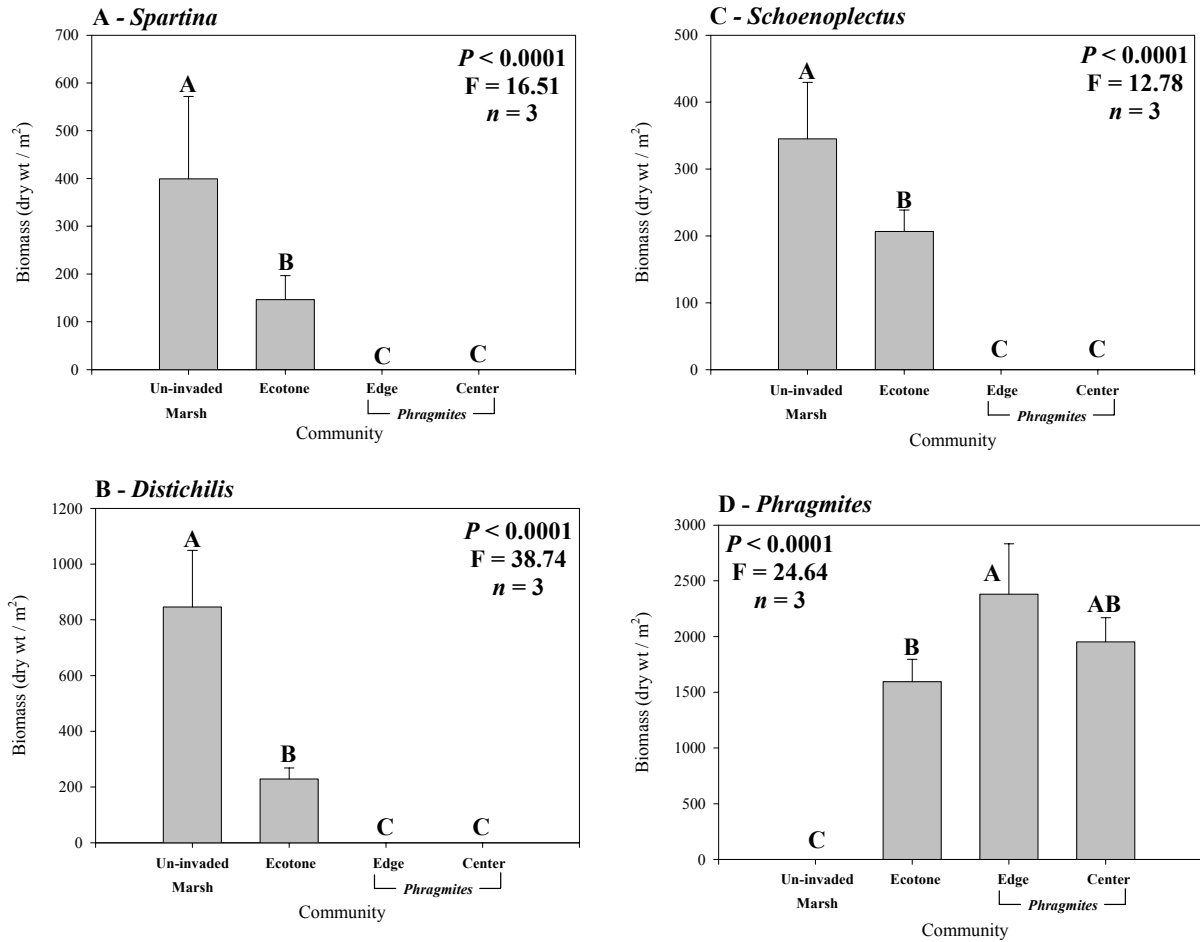 A - Spartina
700
600
500
400
300
200
100
0
Biomass (dry wt / m²)
P < 0.0001
F = 16.51
n = 3
A
B
C
C
Un-invaded
Marsh
Ecotone
Edge
Center
Phragmites
Community
C - Schoenoplectus
500
400
300
200
100
0
Biomass (dry wt / m²)
P < 0.0001
F = 12.78
n = 3
A
B
C
C
Un-invaded
Marsh
Ecotone
Edge
Center
Phragmites
Community
B - Distichilis
1200
1000
800
600
400
200
0
Biomass (dry wt / m²)
P < 0.0001
F = 38.74
n = 3
A
B
C
C
Un-invaded
Marsh
Ecotone
Edge
Center
Phragmites
Community
D - Phragmites
3000
2500
2000
1500
1000
500
0
Biomass (dry wt / m²)
P < 0.0001
F = 24.64
n = 3
C
B
A
AB
Un-invaded
Marsh
Ecotone
Edge
Center
Phragmites
Community